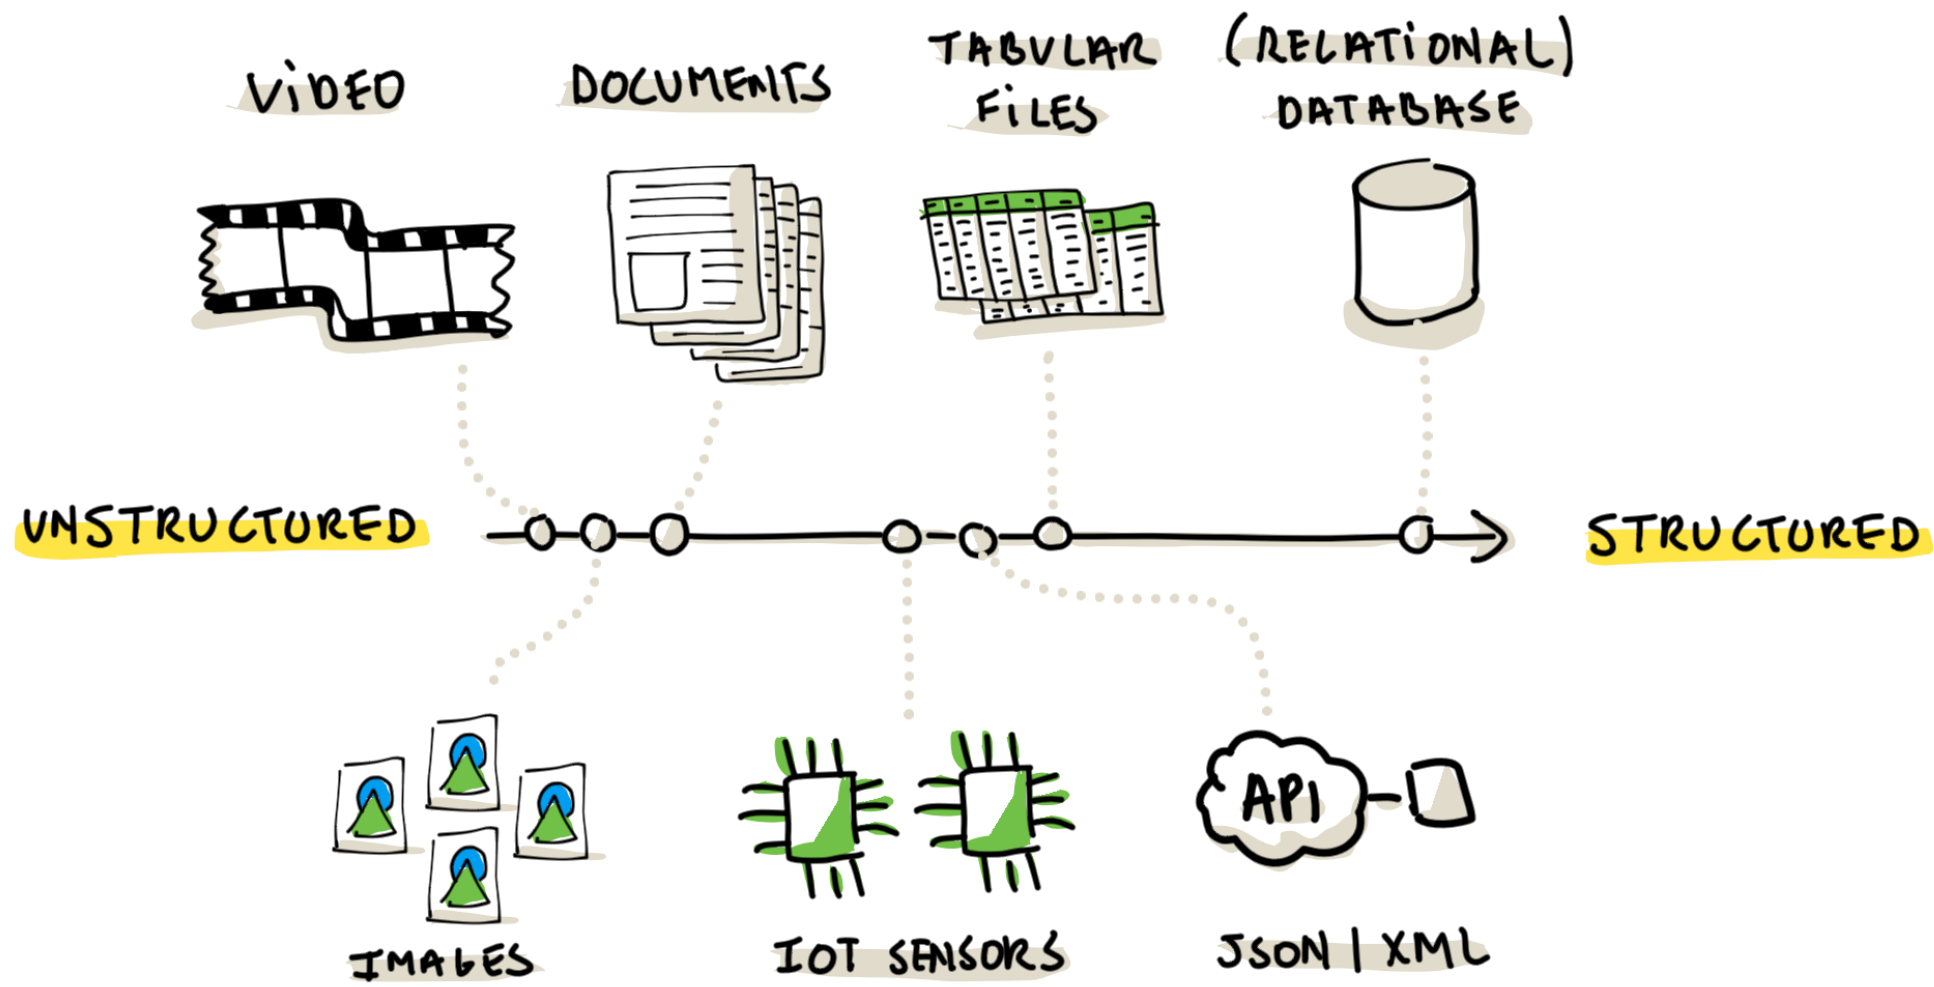 VIDEO
DOCUMENTS
TABULAR
FILES
(RELATIONAL)
DATABASE
UNSTRUCTURED
STRUCTURED
API
IMAGES
IOT SENSORS
JSON | XML